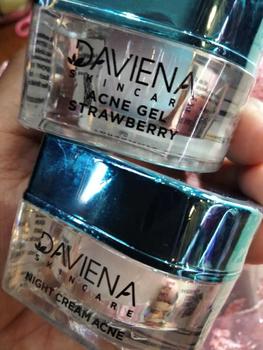 DAVIENA
SKINCARE
ACNE GEL
STRAWBERRY
DAVIENA
SKINCARE
NIGHT CREAM ACNE